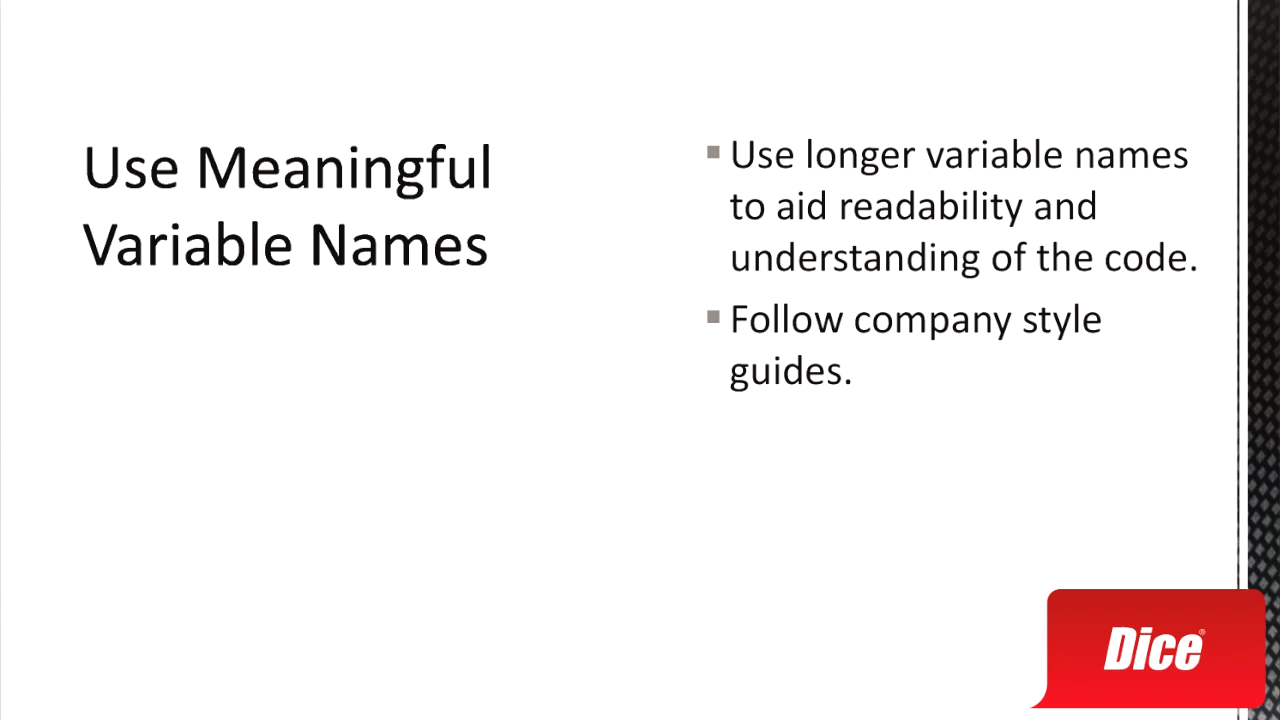 Use Meaningful
Variable Names
▪ Use longer variable names
to aid readability and
understanding of the code.
▪ Follow company style
guides.
Dice®